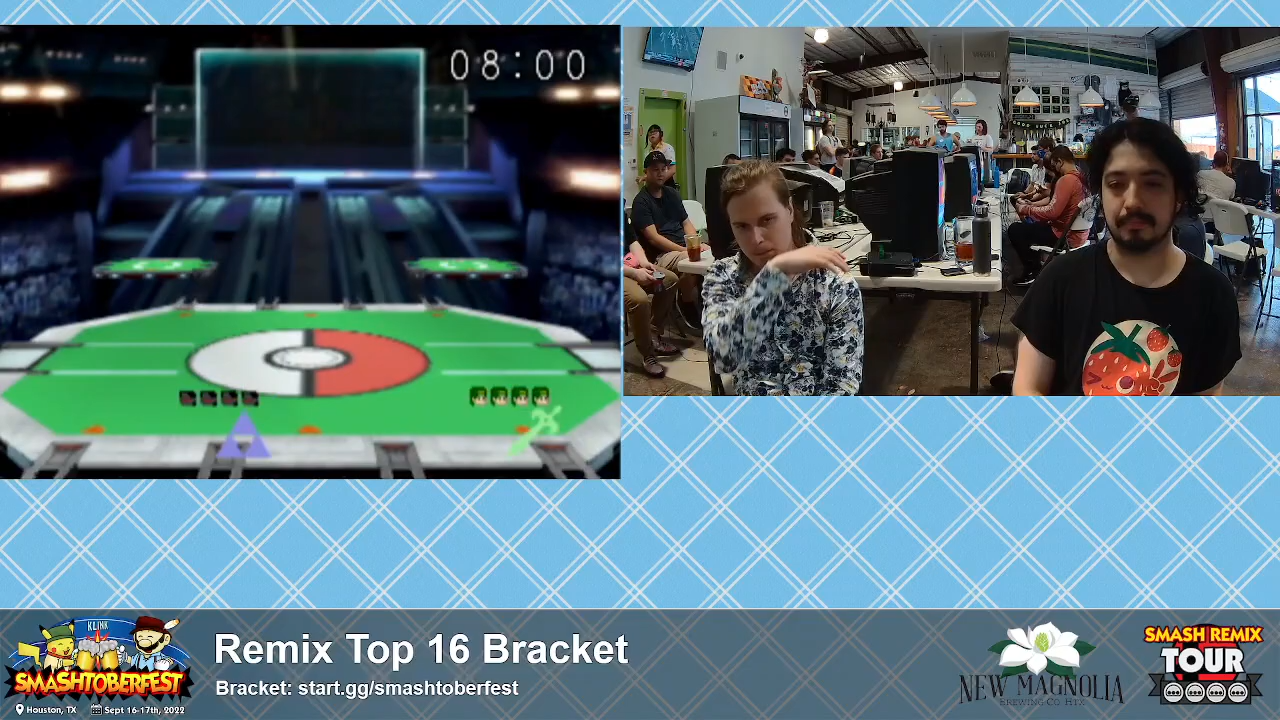 08:00
KLINK
SMASHTOBERFEST
Houston, TX Sept 16-17th, 2022
Remix Top 16 Bracket
Bracket: start.gg/smashtoberfest
NEW MAGNOLIA
BREWING CO. HTX
SMASH REMIX
TOUR